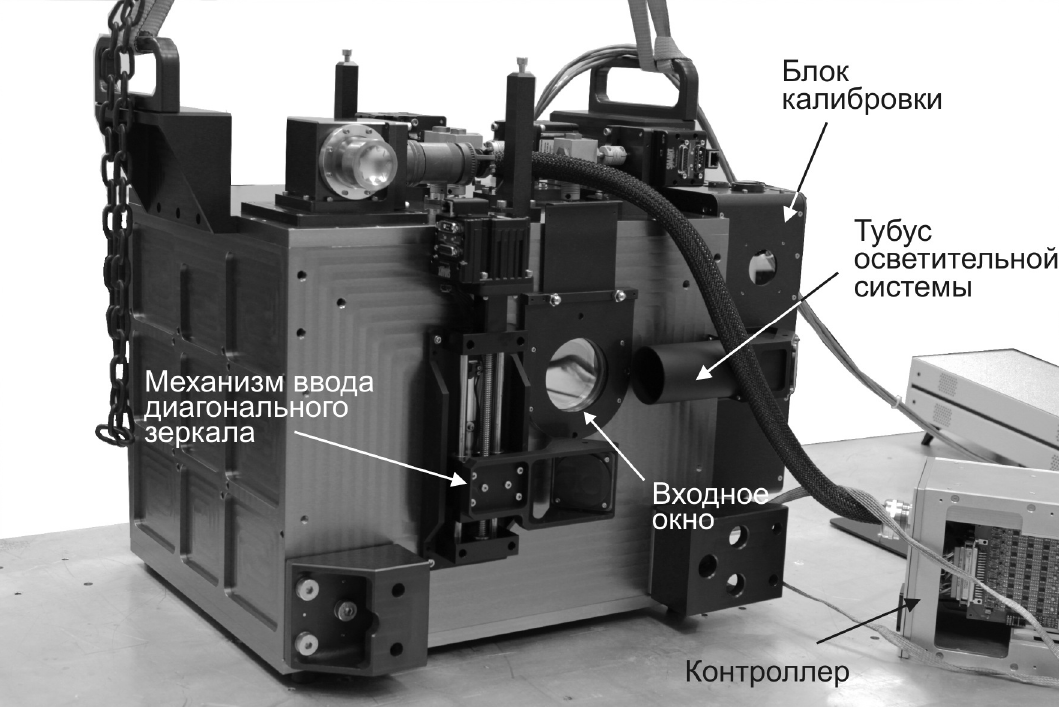 Блок
калибровки
Тубус
осветительной
системы
Механизм ввода
диагонального
зеркала
Входное
окно
Контроллер